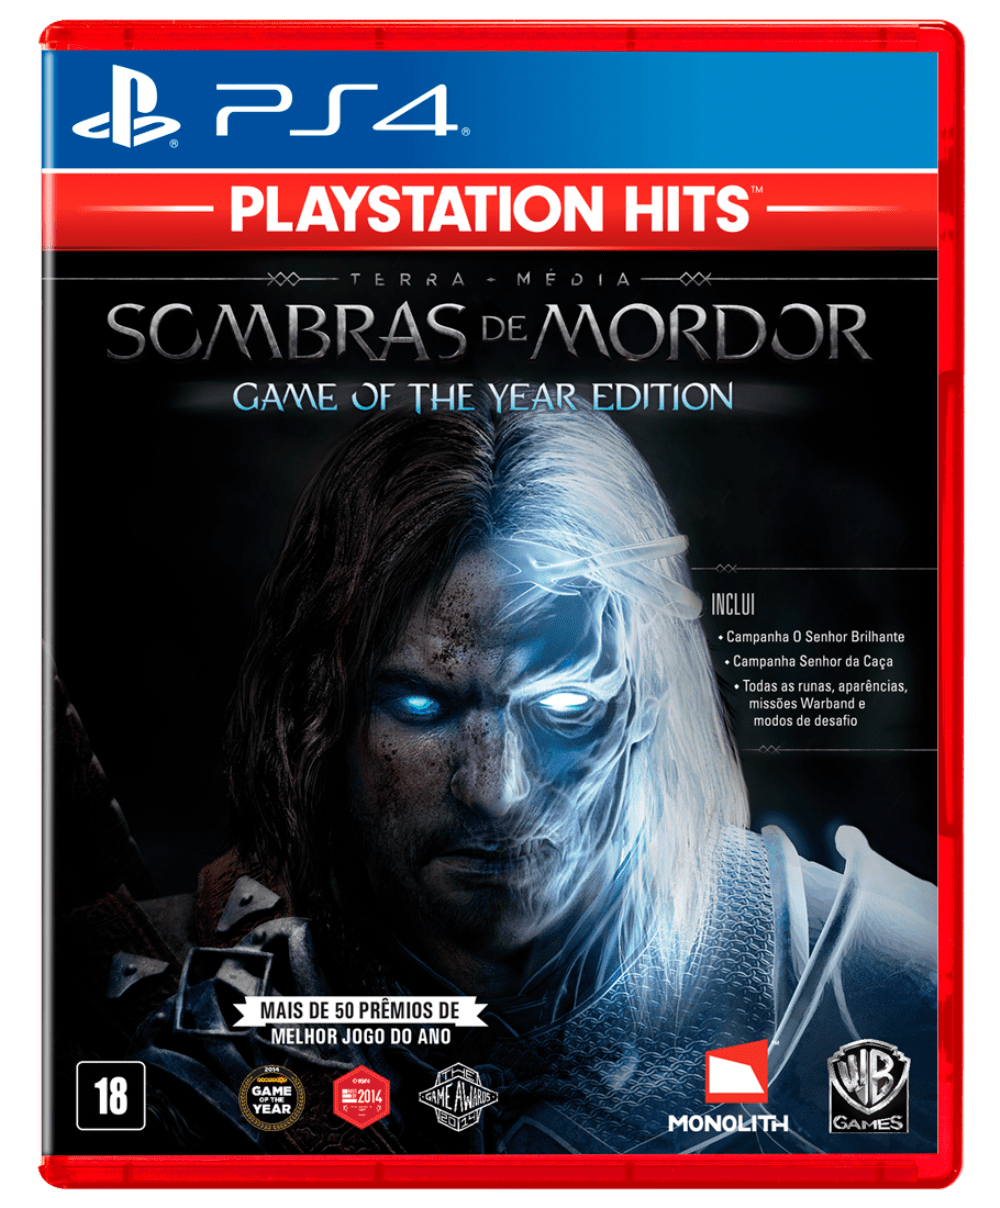 PS4
PLAYSTATION HITS™
TERRA-MÉDIA
SOMBRAS DE MORDOR
GAME OF THE YEAR EDITION
INCLUI
• Campanha O Senhor Brilhante
• Campanha Senhor da Caça
• Todas as runas, aparências,
missões Warband e
modos de desafio
MAIS DE 50 PRÊMIOS DE
MELHOR JOGO DO ANO
18
2014
GAME
OF THE
YEAR
2014
THE
GAME AWARDS
2014
MONOLITH
WB
GAMES